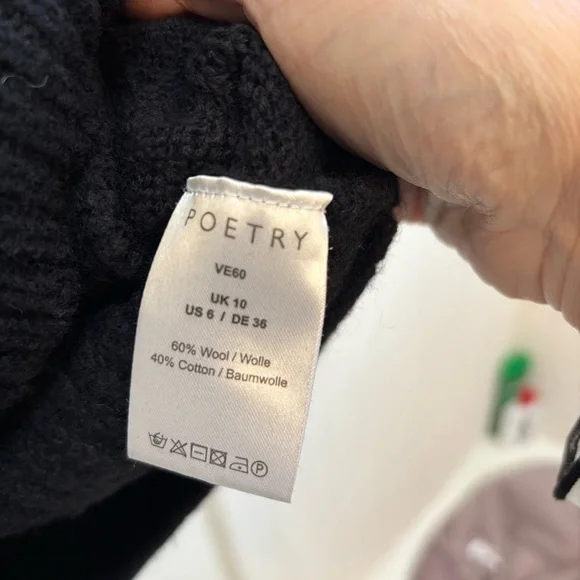 POETRY
VE60
UK 10
US 6 / DE 36
60% Wool / Wolle
40% Cotton / Baumwolle